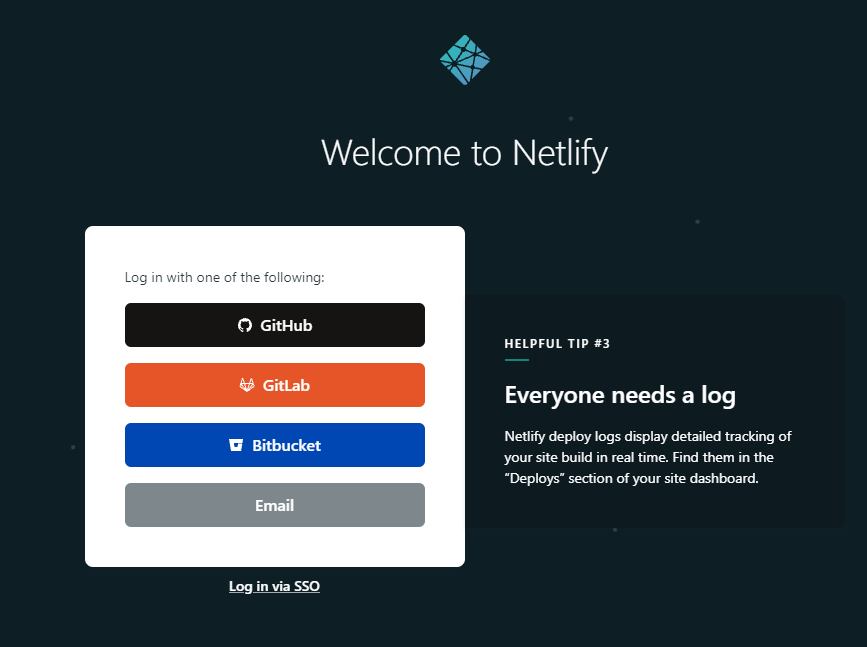 Welcome to Netlify
Log in with one of the following:
GitHub
GitLab
Bitbucket
Email
Log in via SSO
HELPFUL TIP #3
Everyone needs a log
Netlify deploy logs display detailed tracking of
your site build in real time. Find them in the
“Deploys” section of your site dashboard.